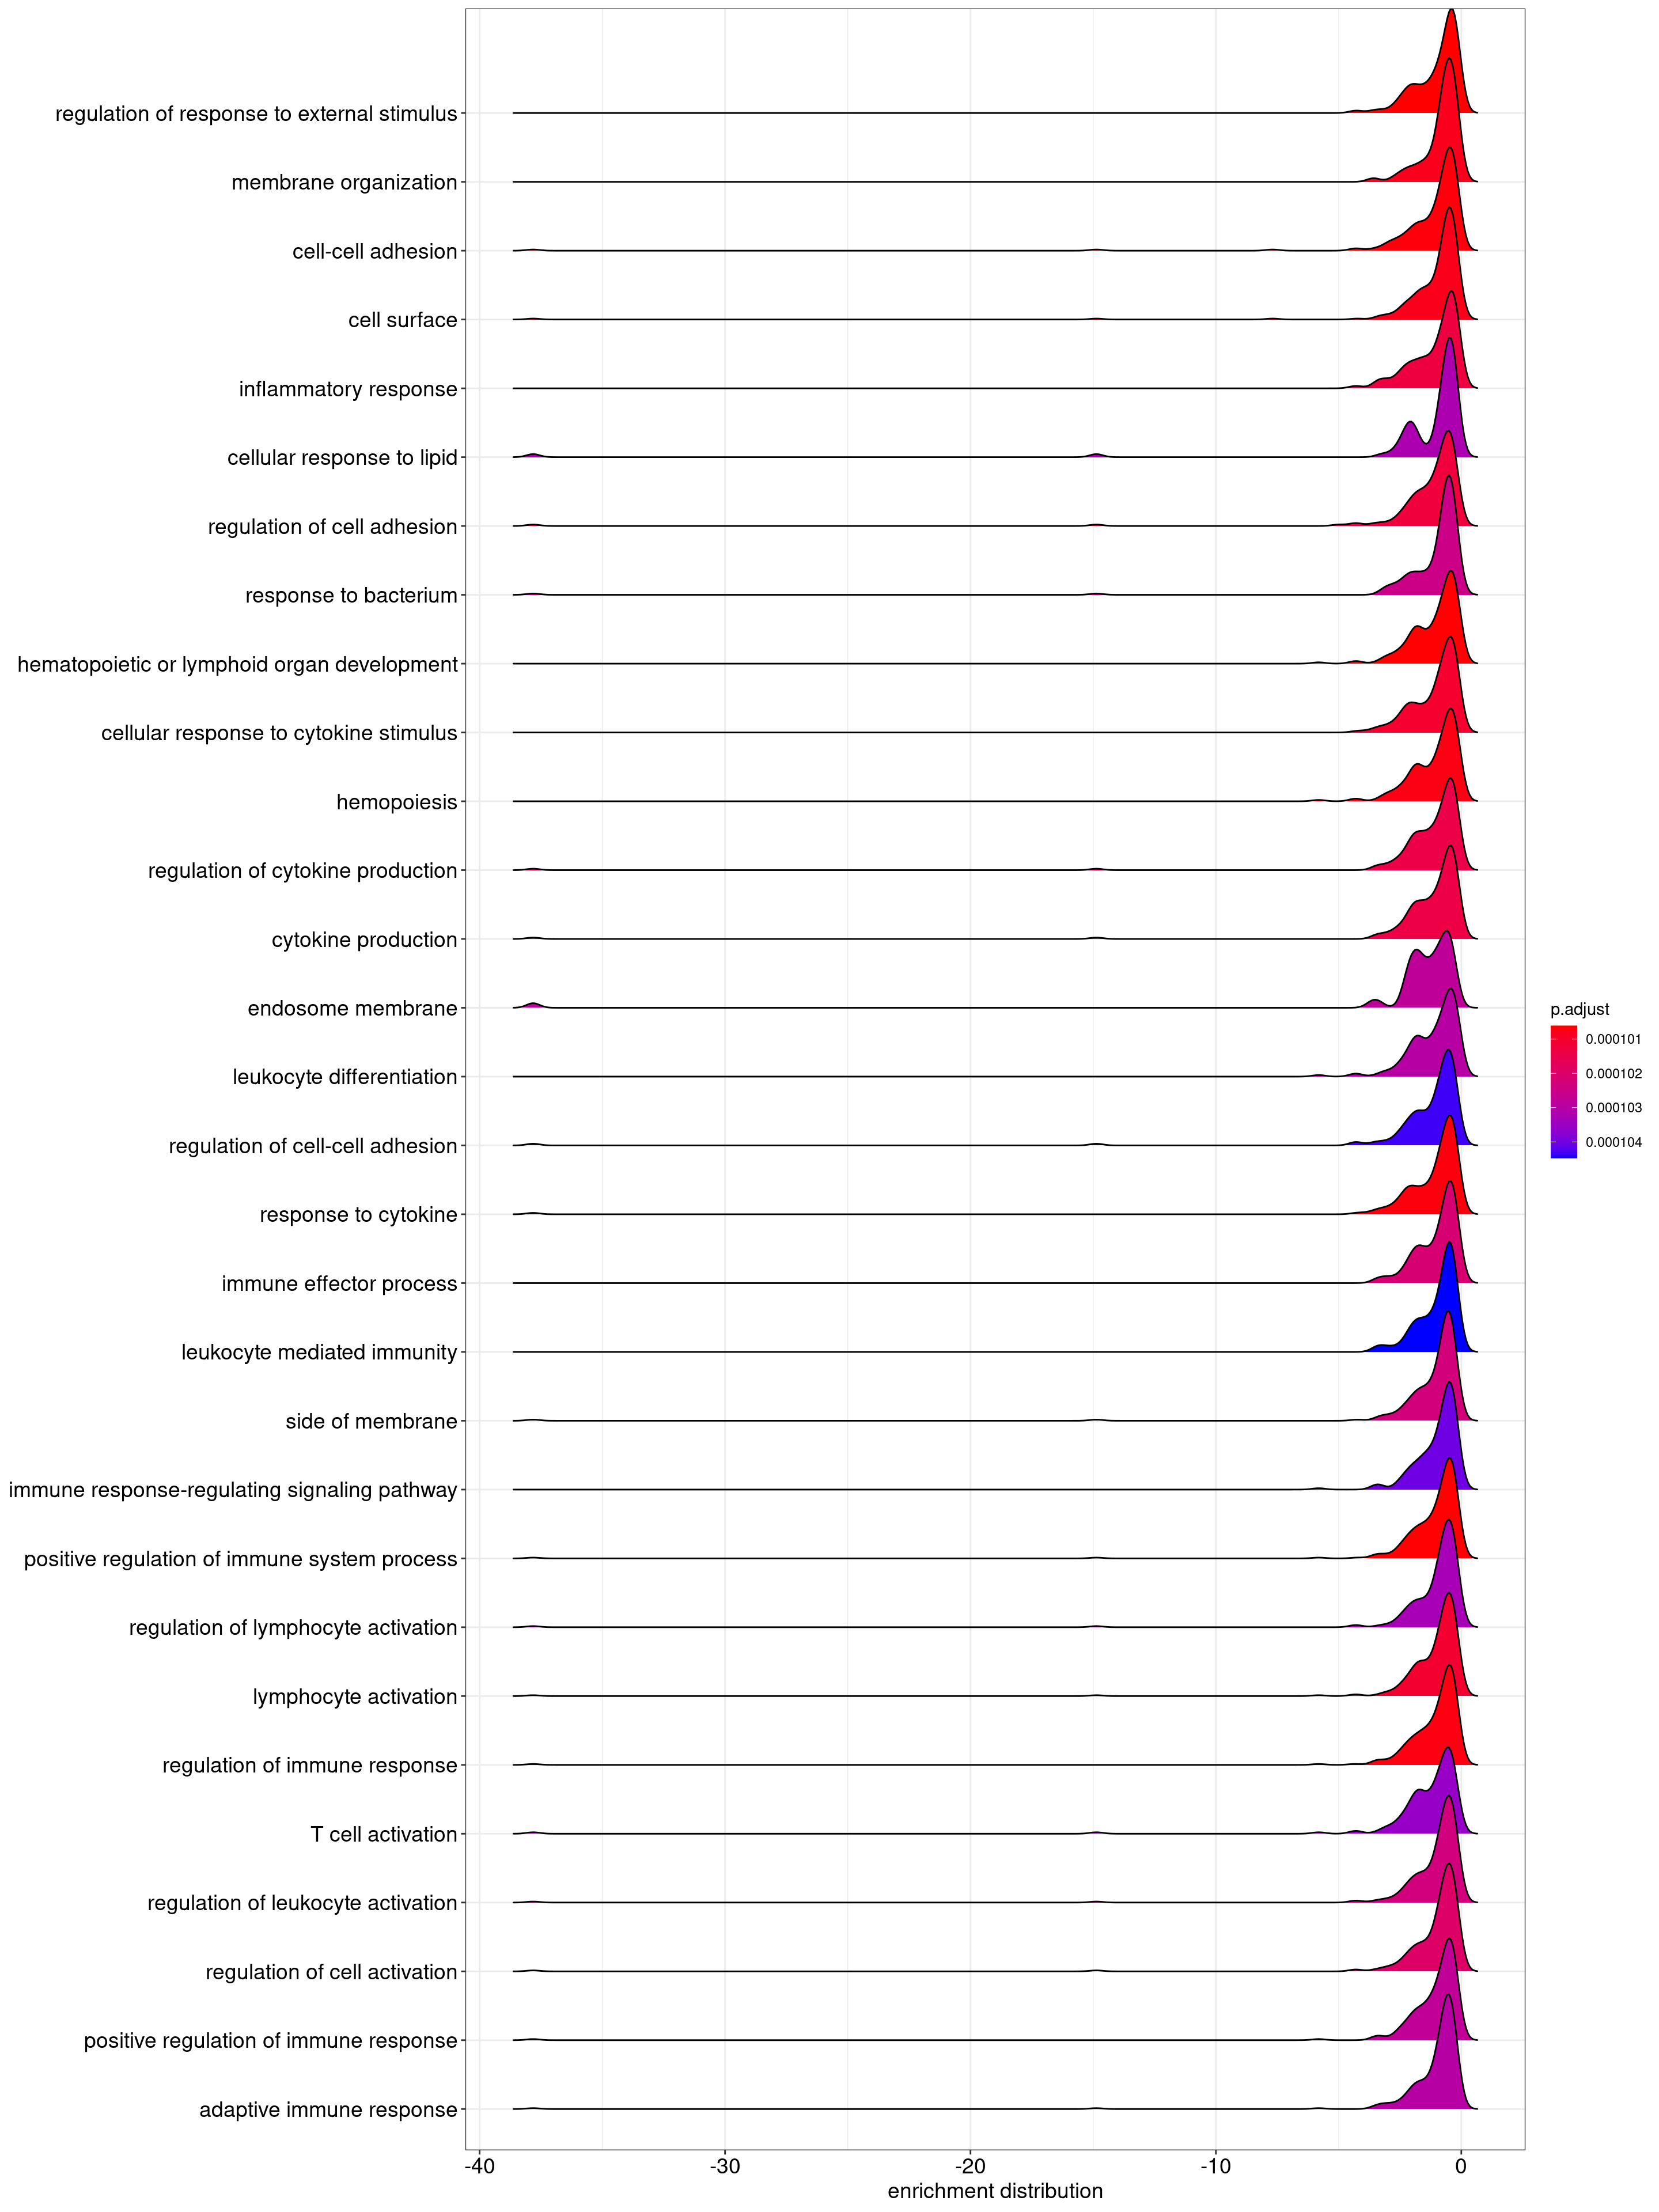 regulation of response to external stimulus
membrane organization
cell-cell adhesion
cell surface
inflammatory response
cellular response to lipid
regulation of cell adhesion
response to bacterium
hematopoietic or lymphoid organ development
cellular response to cytokine stimulus
hemopoiesis
regulation of cytokine production
cytokine production
endosome membrane
leukocyte differentiation
regulation of cell-cell adhesion
response to cytokine
immune effector process
leukocyte mediated immunity
side of membrane
immune response-regulating signaling pathway
positive regulation of immune system process
regulation of lymphocyte activation
lymphocyte activation
regulation of immune response
T cell activation
regulation of leukocyte activation
regulation of cell activation
positive regulation of immune response
adaptive immune response
-40 -30 -20 -10 0
enrichment distribution
p.adjust
0.000101
0.000102
0.000103
0.000104